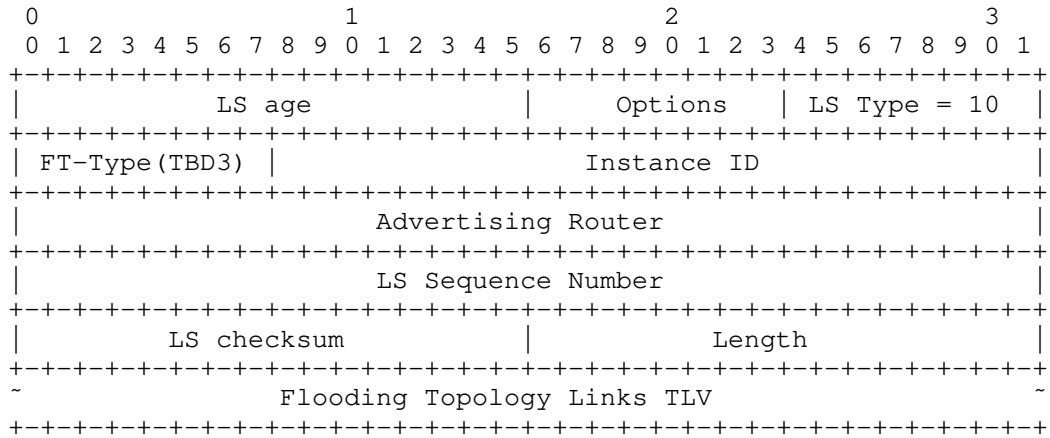 0                   1                   2                   3
 0 1 2 3 4 5 6 7 8 9 0 1 2 3 4 5 6 7 8 9 0 1 2 3 4 5 6 7 8 9 0 1
+-+-+-+-+-+-+-+-+-+-+-+-+-+-+-+-+-+-+-+-+-+-+-+-+-+-+-+-+-+-+-+-+
|            LS age             |     Options   | LS Type = 10  |
+-+-+-+-+-+-+-+-+-+-+-+-+-+-+-+-+-+-+-+-+-+-+-+-+-+-+-+-+-+-+-+-+
| FT-Type(TBD3) |                   Instance ID                 |
+-+-+-+-+-+-+-+-+-+-+-+-+-+-+-+-+-+-+-+-+-+-+-+-+-+-+-+-+-+-+-+-+
|                      Advertising Router                       |
+-+-+-+-+-+-+-+-+-+-+-+-+-+-+-+-+-+-+-+-+-+-+-+-+-+-+-+-+-+-+-+-+
|                      LS Sequence Number                       |
+-+-+-+-+-+-+-+-+-+-+-+-+-+-+-+-+-+-+-+-+-+-+-+-+-+-+-+-+-+-+-+-+
|         LS checksum           |           Length              |
+-+-+-+-+-+-+-+-+-+-+-+-+-+-+-+-+-+-+-+-+-+-+-+-+-+-+-+-+-+-+-+-+
~                Flooding Topology Links TLV                    ~
+-+-+-+-+-+-+-+-+-+-+-+-+-+-+-+-+-+-+-+-+-+-+-+-+-+-+-+-+-+-+-+-+